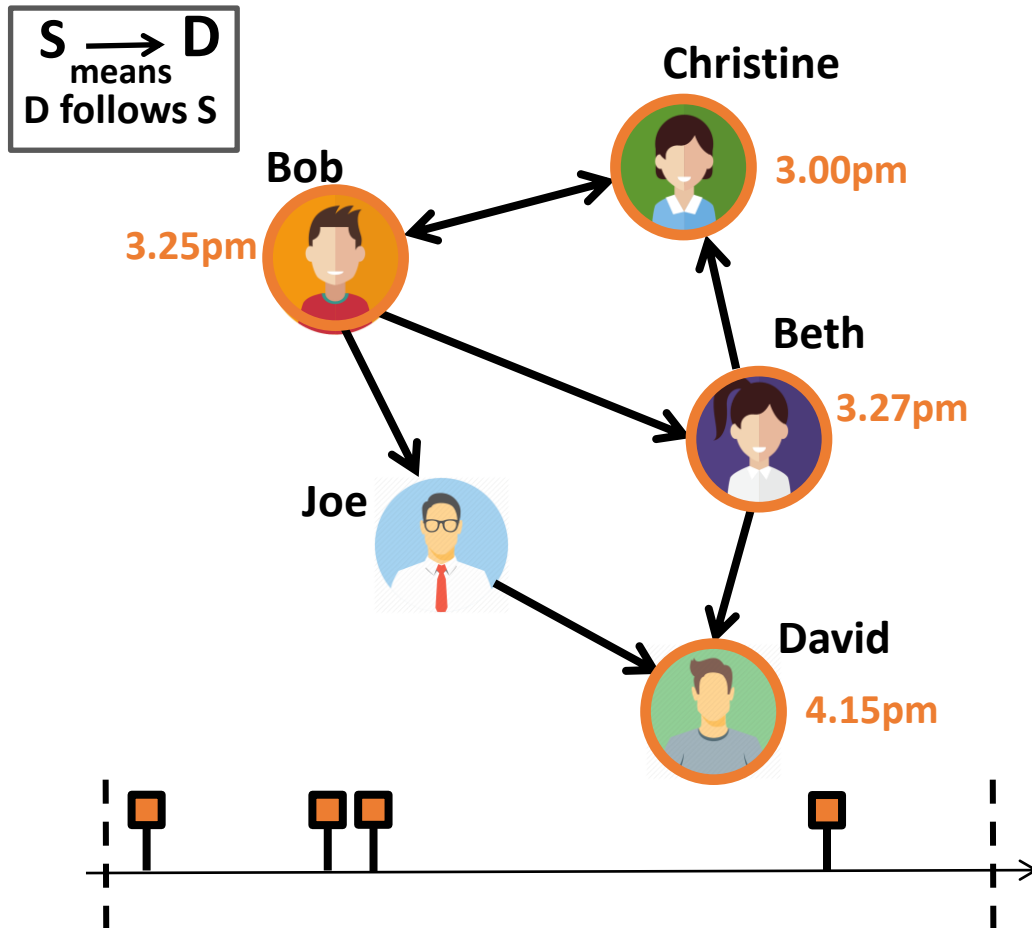 S → D
means
D follows S
Christine
3.00pm
Bob
3.25pm
Beth
3.27pm
Joe
David
4.15pm